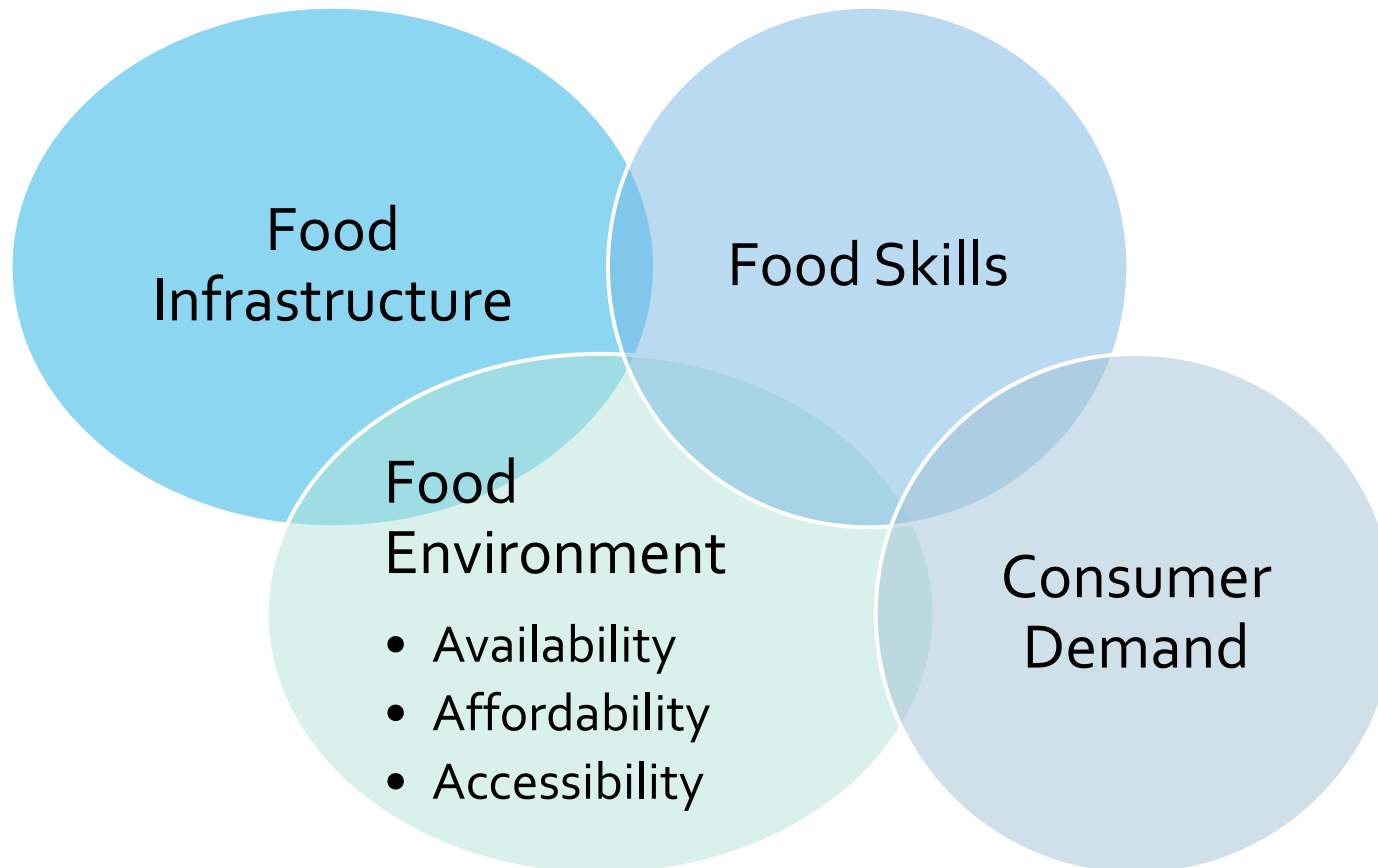 Food
Infrastructure
Food Skills
Food
Environment
• Availability
• Affordability
• Accessibility
Consumer
Demand